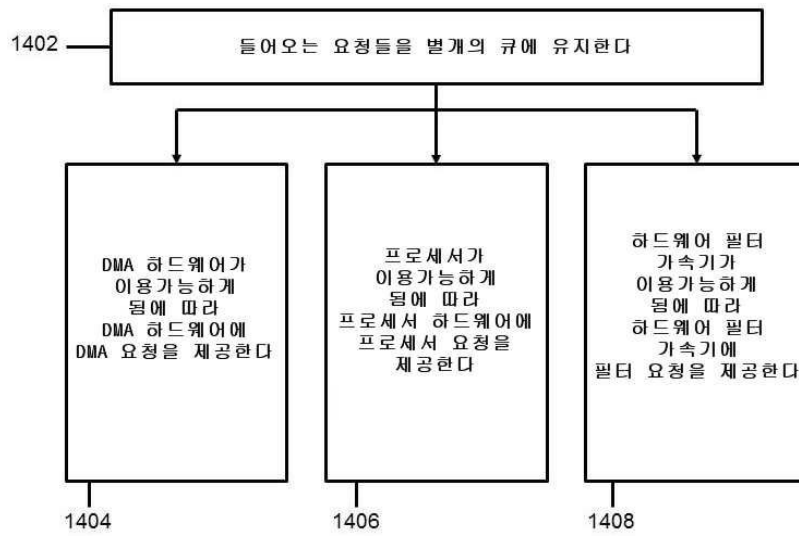 1402
들어오는 요청들을 별개의 큐에 유지한다
DMA 하드웨어가
이용가능하게
됨에 따라
DMA 하드웨어에
DMA 요청을 제공한다
1404
프로세서가
이용가능하게
됨에 따라
프로세서 하드웨어에
프로세서 요청을
제공한다
1406
하드웨어 필터
가속기가
이용가능하게
됨에 따라
하드웨어 필터
가속기에
필터 요청을 제공한다
1408